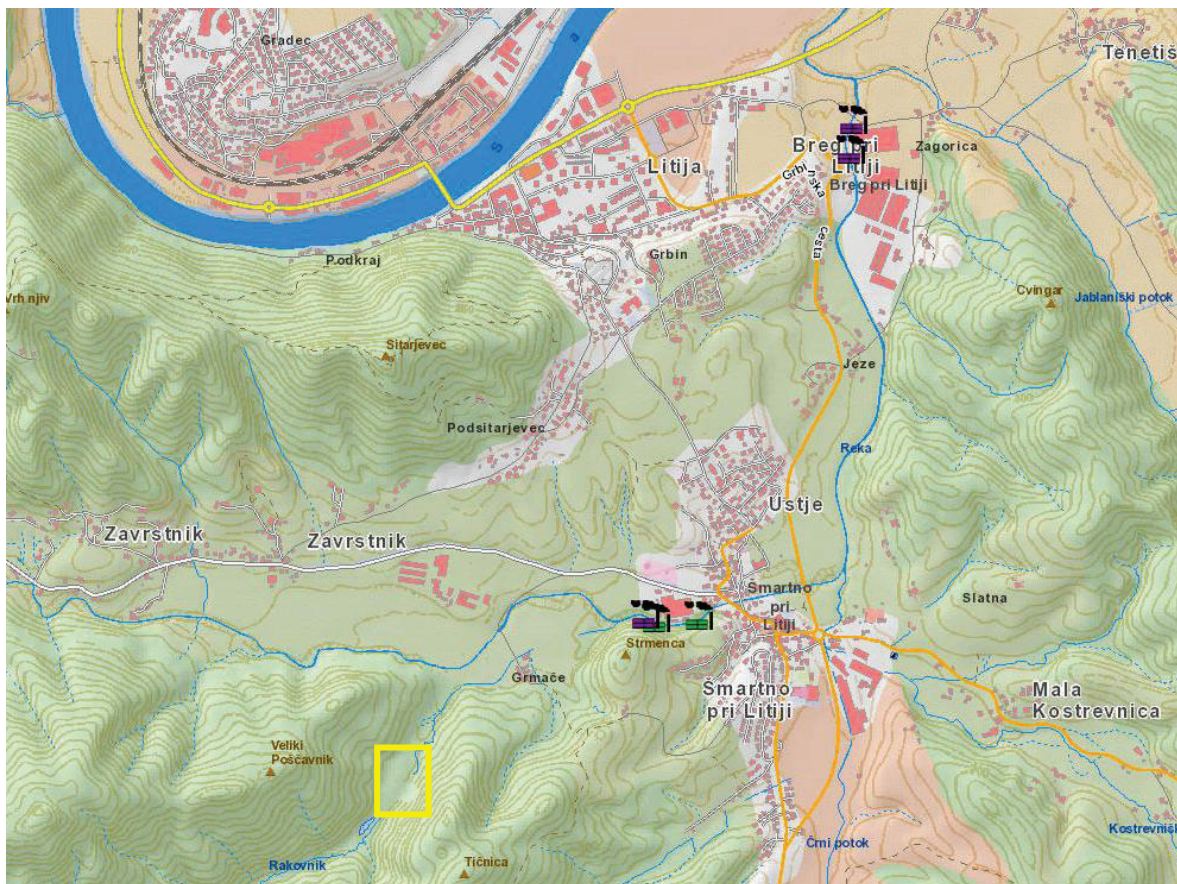 Gradec
S a
Tenetiš
Litija
Breg pri
Litiji
Zagorica
Breg pri Litiji
Grbinska
cesta
Podkraj
Grbin
Vrh njiv
Cvingar
Jablaniški potok
Sitarjevec
Jeze
Podsitarjevec
Reka
Ustje
Zavrstnik
Zavrstnik
Šmartno
pri
Litiji
Slatna
Strmenca
Grmače
Šmartno
pri Litiji
Mala
Kostrevnica
Veliki
Poščavnik
Kostrevniš
Črni potok
Rakovnik
Tičnica